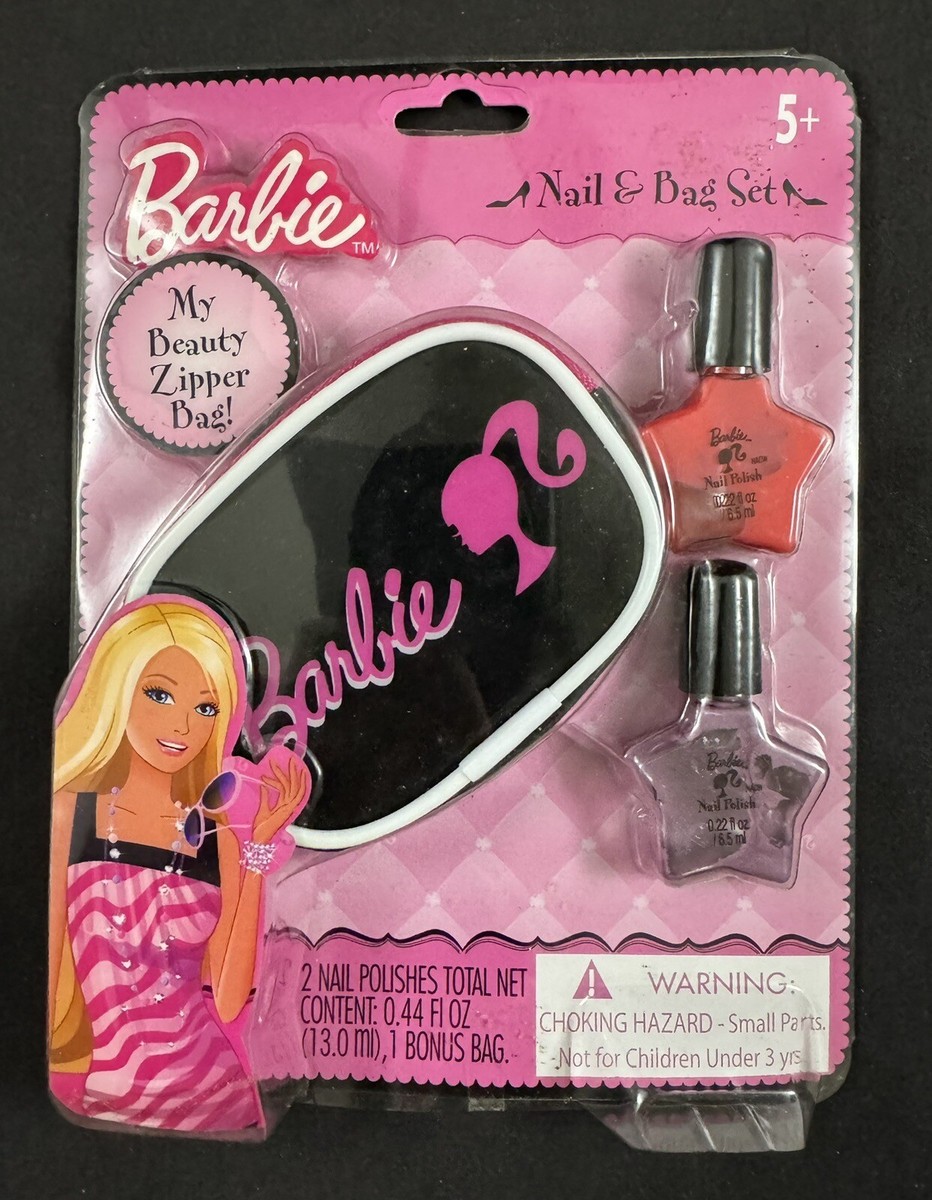 5+
Barbie™
Nail & Bag Set
My
Beauty
Zipper
Bag!
Barbie
Barbie
Nail Polish
0.22 fl oz
/ 6.5 ml
Barbie
Nail Polish
0.22 fl oz
/ 6.5 ml
2 NAIL POLISHES TOTAL NET
CONTENT: 0.44 Fl OZ
(13.0 ml),1 BONUS BAG.
WARNING:
CHOKING HAZARD - Small Parts.
-Not for Children Under 3 yrs